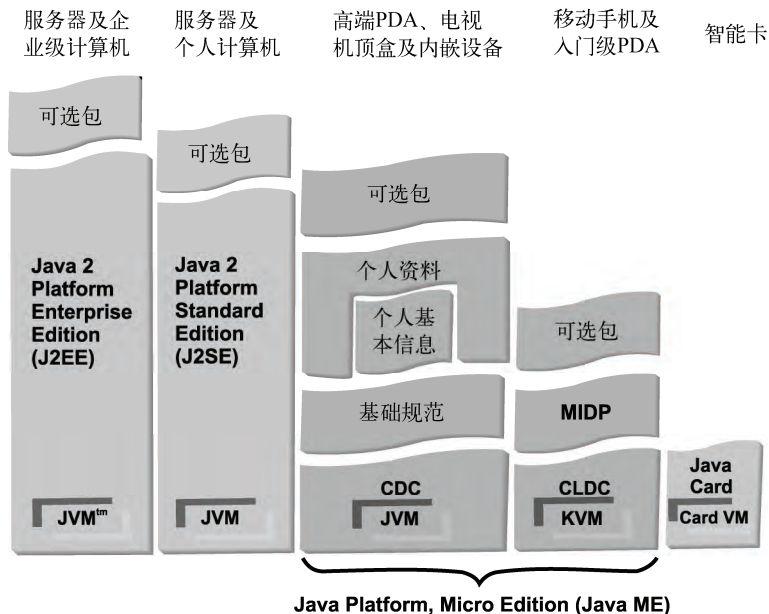 服务器及企
业级计算机
服务器及
个人计算机
高端PDA、电视
机顶盒及内嵌设备
移动手机及
入门级PDA
智能卡
可选包
Java 2
Platform
Enterprise
Edition
(J2EE)
JVMtm
可选包
Java 2
Platform
Standard
Edition
(J2SE)
JVM
可选包
个人资料
个人基
本信息
基础规范
CDC
JVM
可选包
MIDP
CLDC
KVM
Java
Card
Card VM
Java Platform, Micro Edition (Java ME)